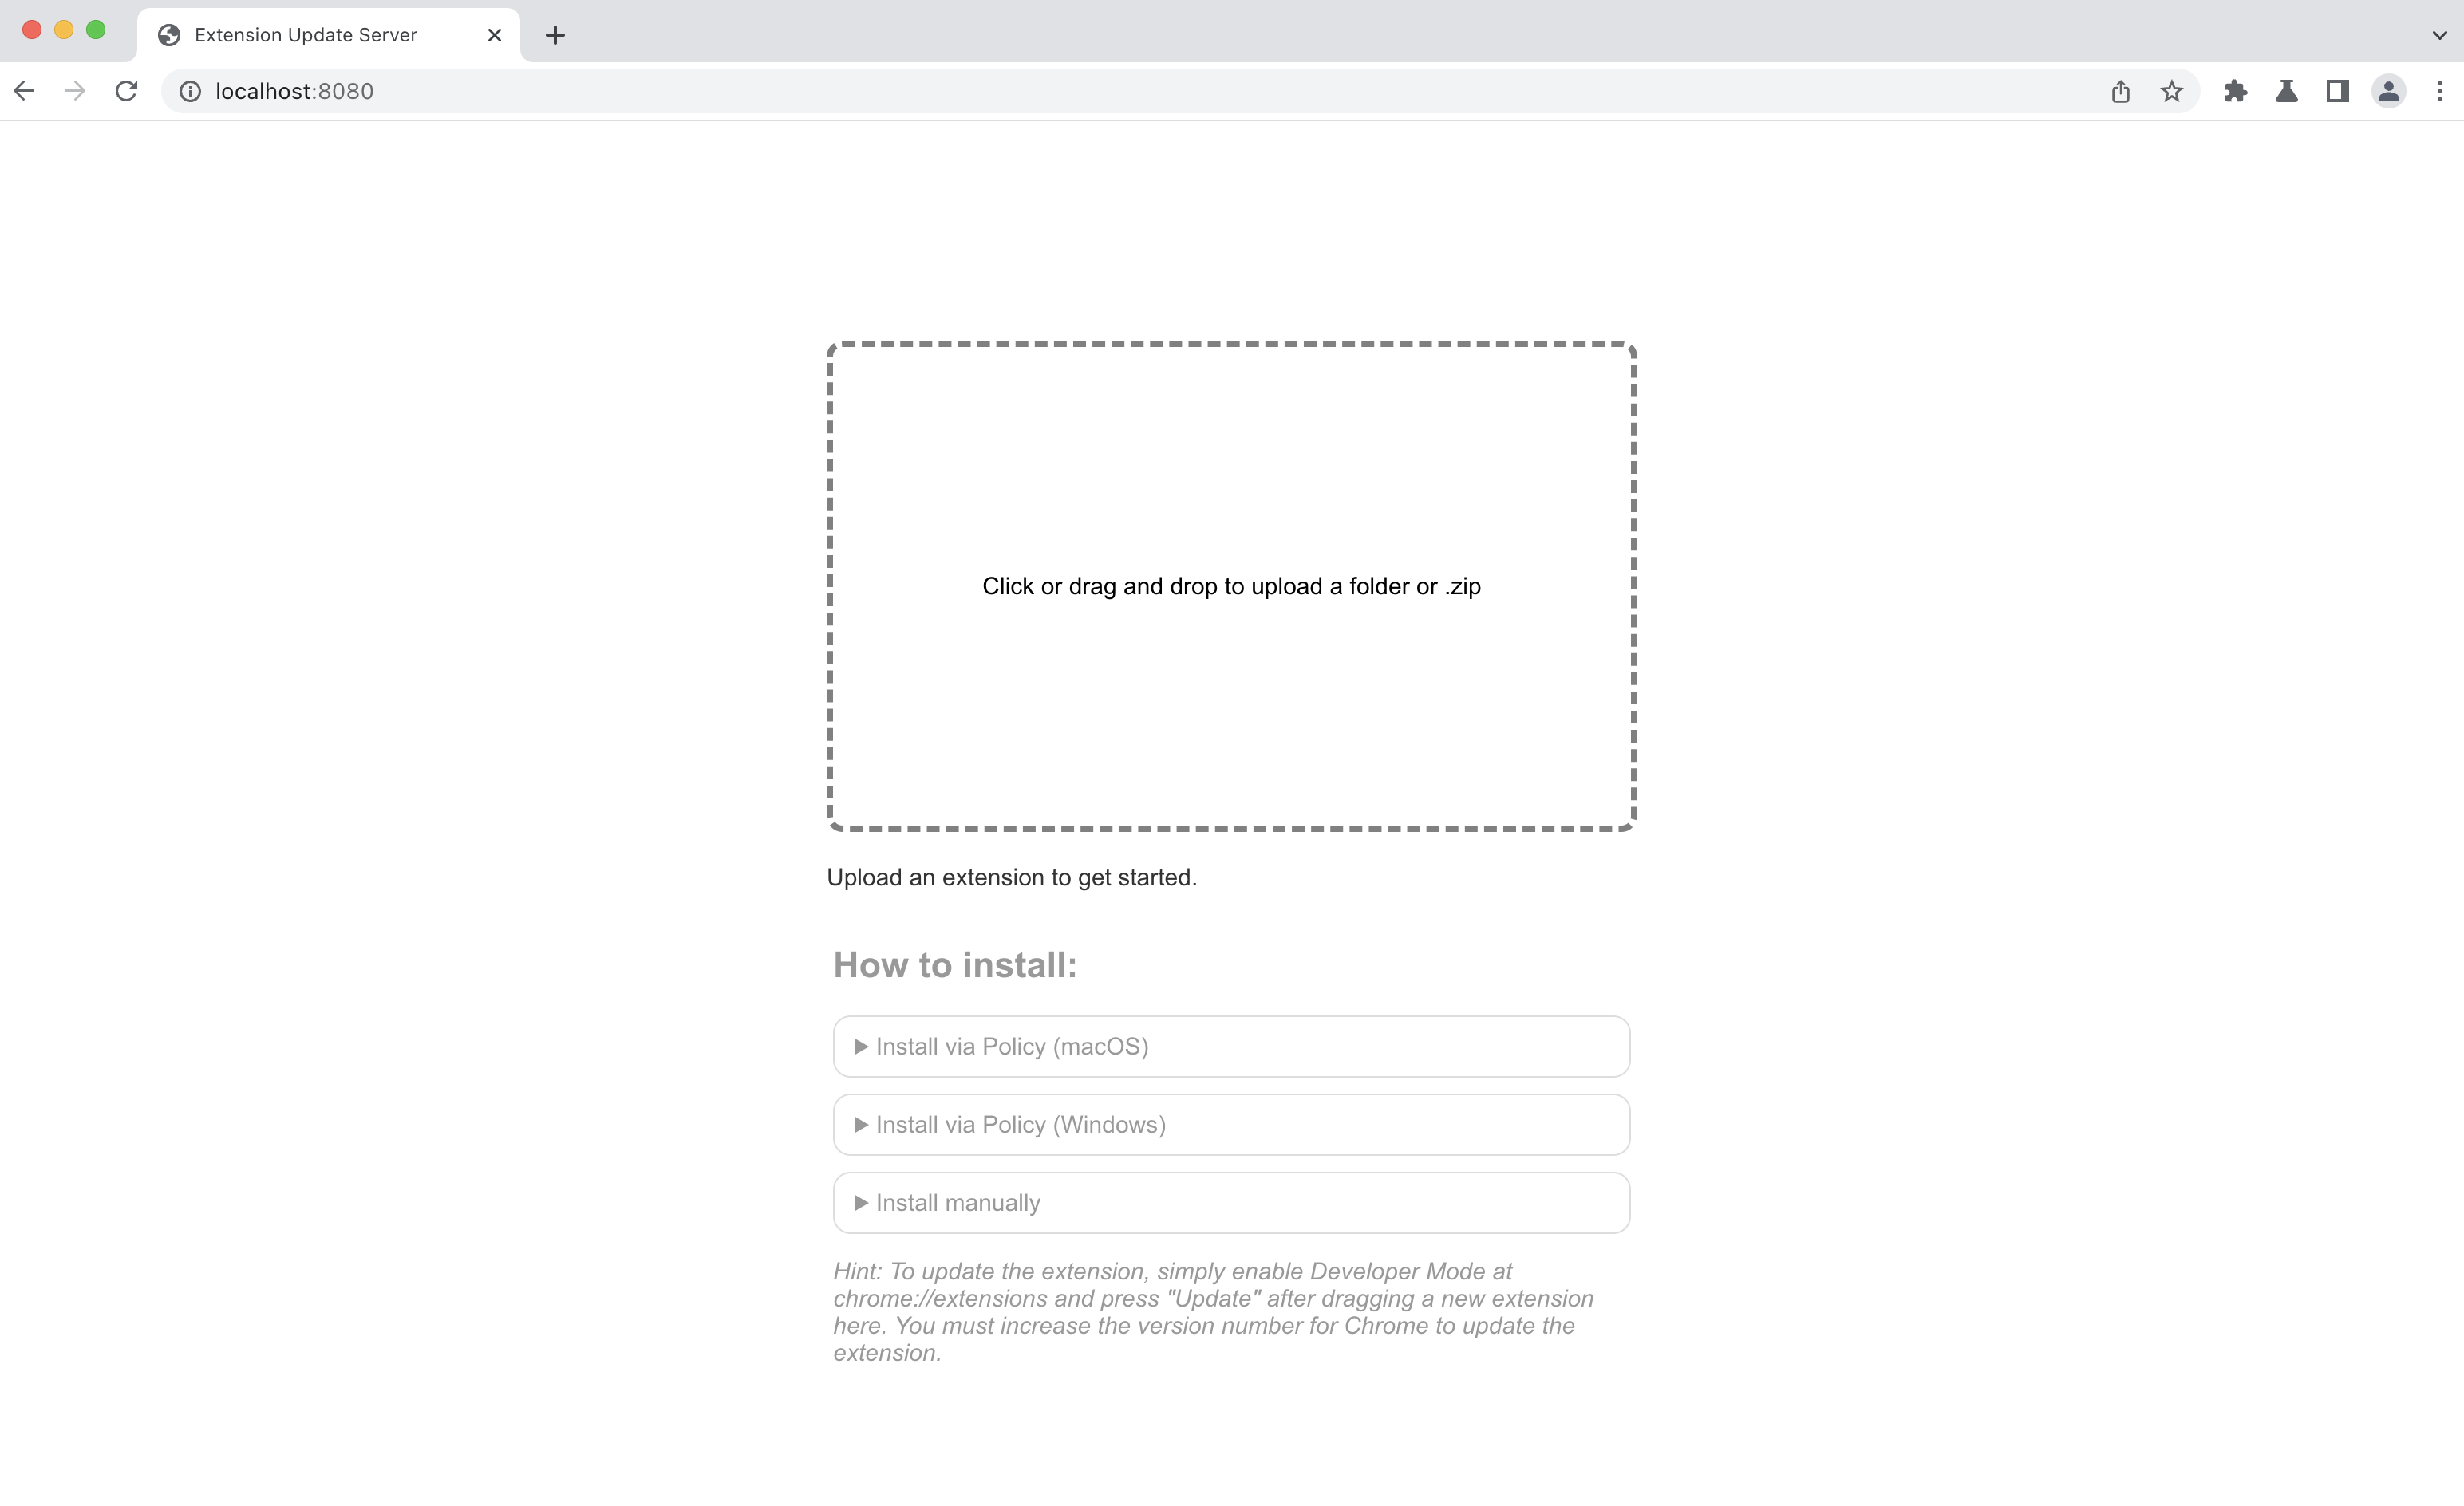 Extension Update Server
localhost:8080
Click or drag and drop to upload a folder or .zip
Upload an extension to get started.
How to install:
Install via Policy (macOS)
Install via Policy (Windows)
Install manually
Hint: To update the extension, simply enable Developer Mode at
chrome://extensions and press "Update" after dragging a new extension
here. You must increase the version number for Chrome to update the
extension.